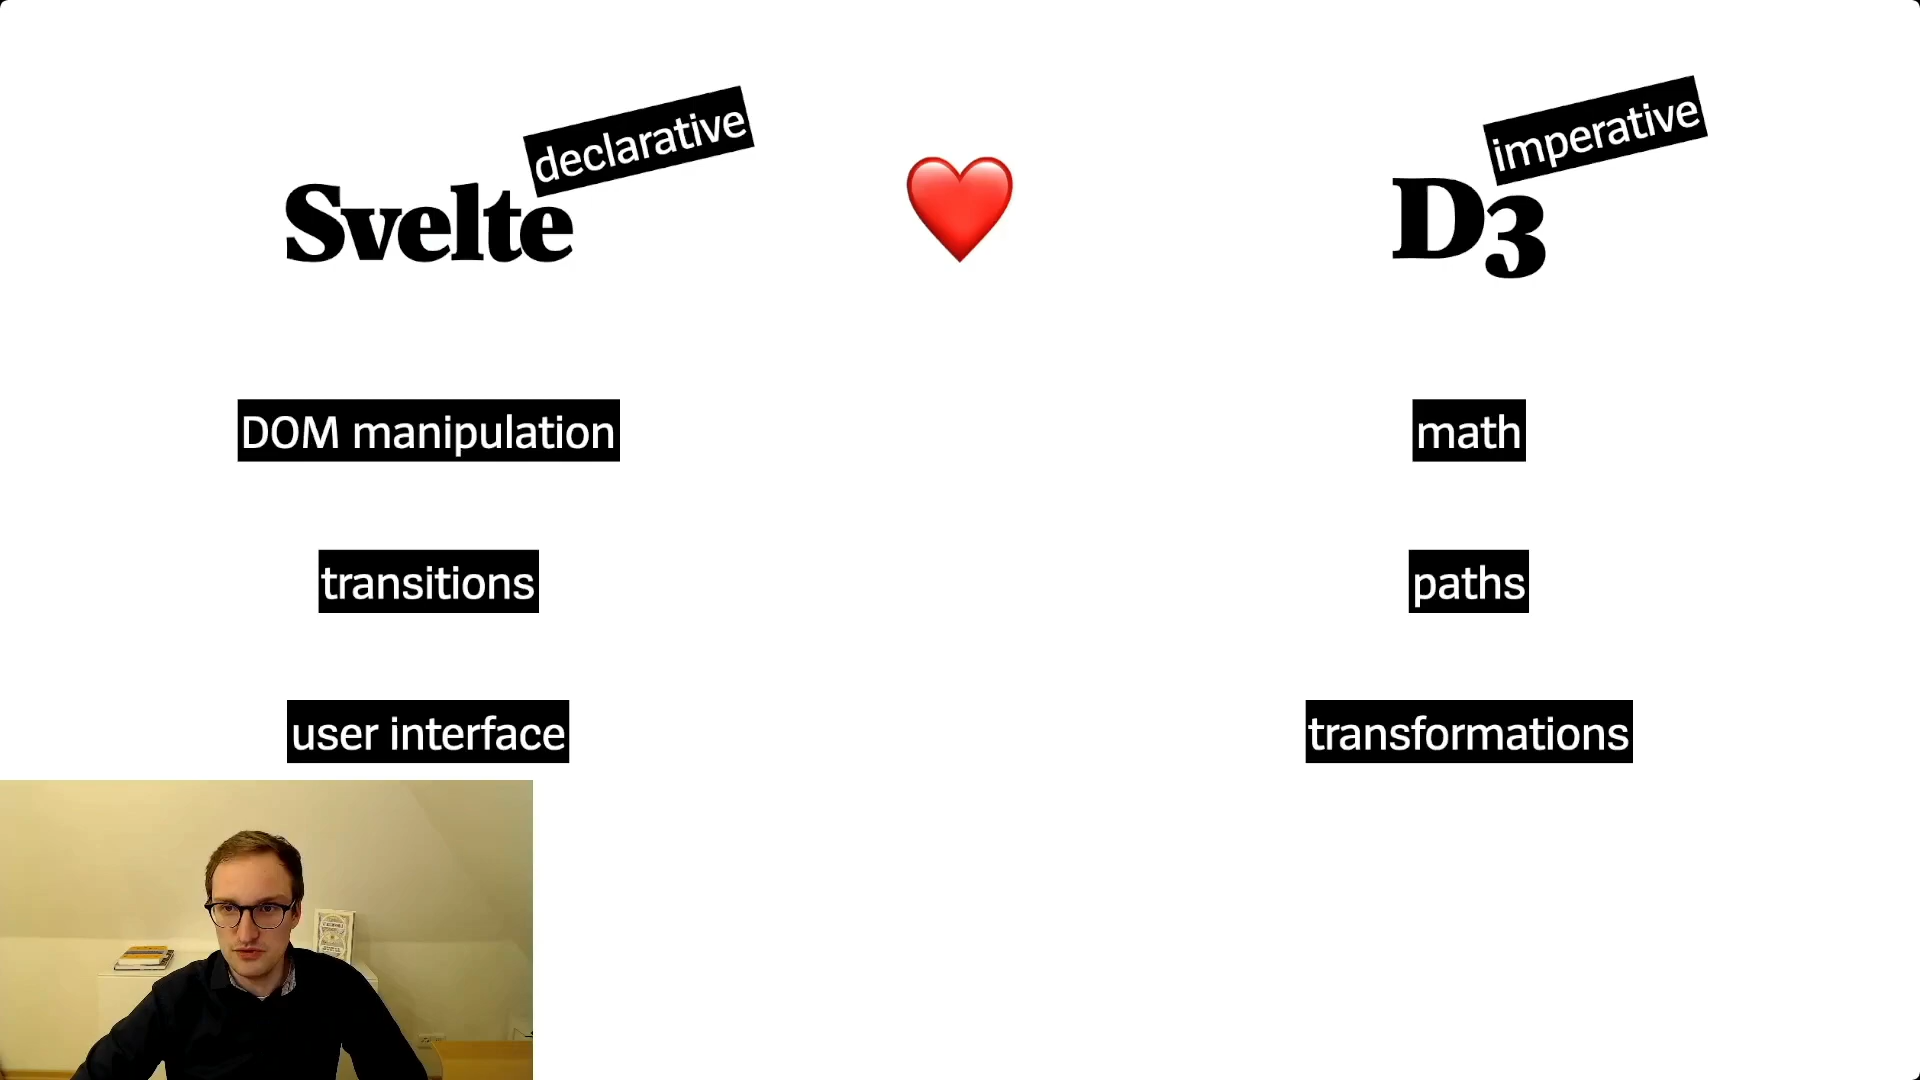 declarative
Svelte
imperative
D3
DOM manipulation
math
transitions
paths
user interface
transformations